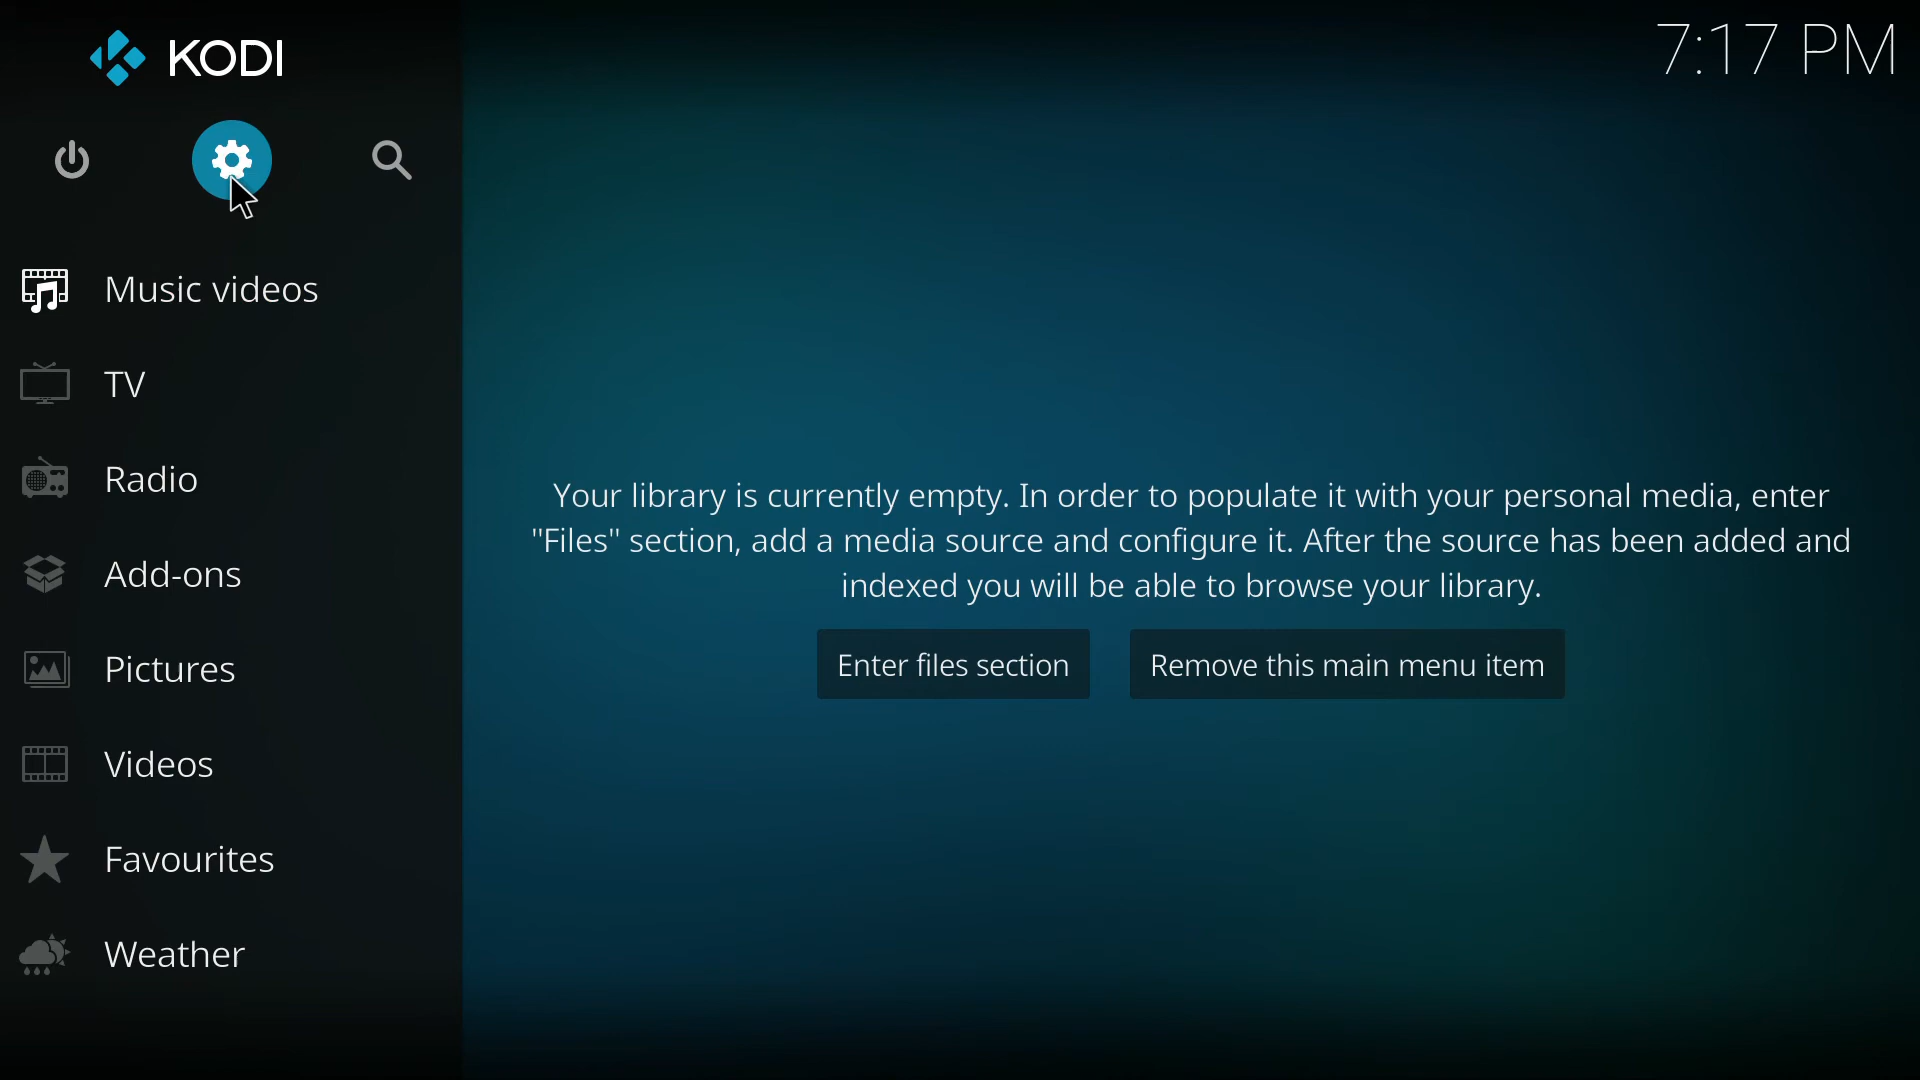 KODI
7:17 PM
Music videos
TV
Radio
Add-ons
Pictures
Videos
Favourites
Weather
Your library is currently empty. In order to populate it with your personal media, enter
"Files" section, add a media source and configure it. After the source has been added and
indexed you will be able to browse your library.
Enter files section
Remove this main menu item